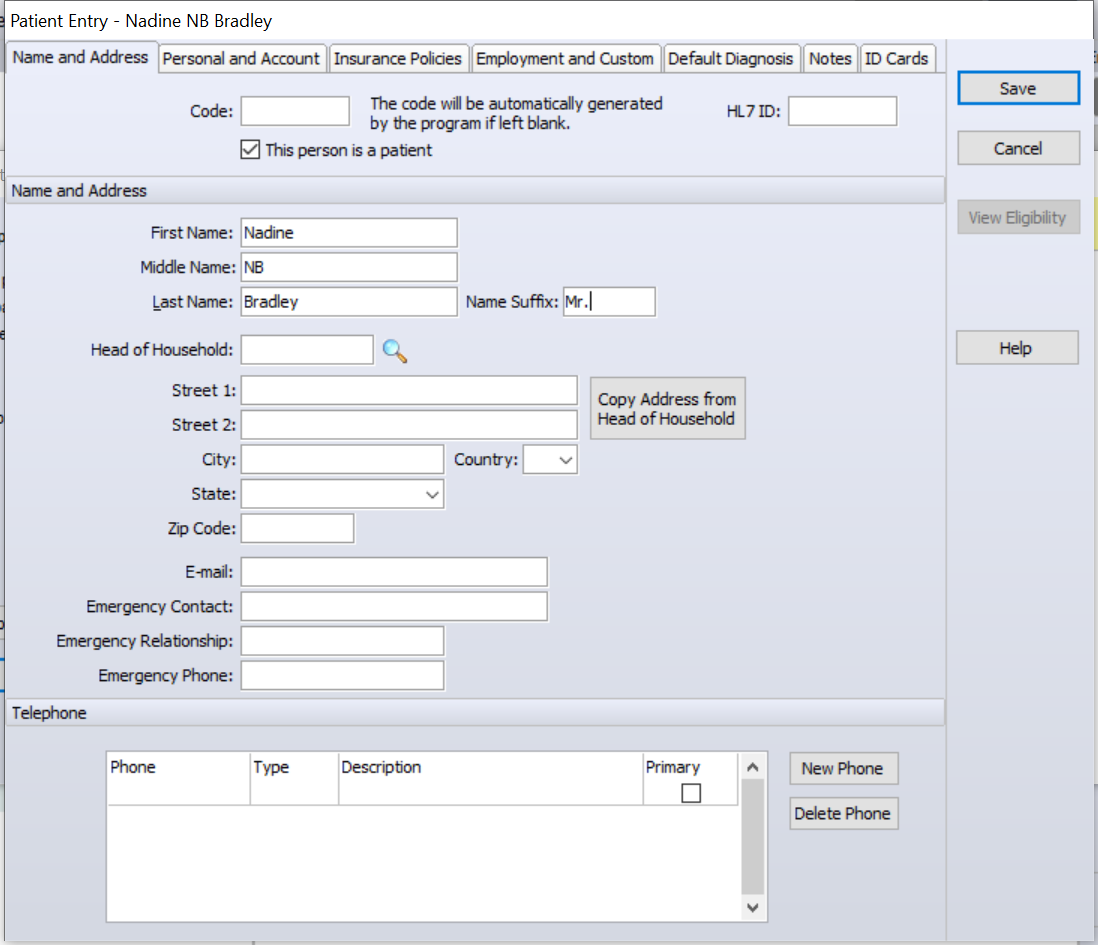 Patient Entry - Nadine NB Bradley
Name and Address Personal and Account Insurance Policies Employment and Custom Default Diagnosis Notes ID Cards
Save
Code: The code will be automatically generated by the program if left blank. HL7 ID:
This person is a patient
Cancel
Name and Address
View Eligibility
First Name: Nadine
Middle Name: NB
Last Name: Bradley Name Suffix: Mr.
Head of Household:
Help
Street 1:
Copy Address from
Head of Household
Street 2:
City: Country:
State:
Zip Code:
E-mail:
Emergency Contact:
Emergency Relationship:
Emergency Phone:
Telephone
Phone Type Description Primary
New Phone
Delete Phone